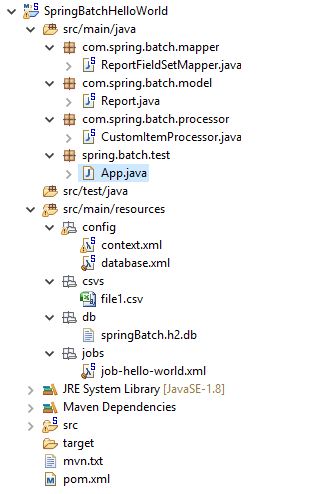 SpringBatchHelloWorld
src/main/java
com.spring.batch.mapper
ReportFieldSetMapper.java
com.spring.batch.model
Report.java
com.spring.batch.processor
CustomItemProcessor.java
spring.batch.test
App.java
src/test/java
src/main/resources
config
context.xml
database.xml
csvs
file1.csv
db
springBatch.h2.db
jobs
job-hello-world.xml
JRE System Library [JavaSE-1.8]
Maven Dependencies
src
target
mvn.txt
pom.xml